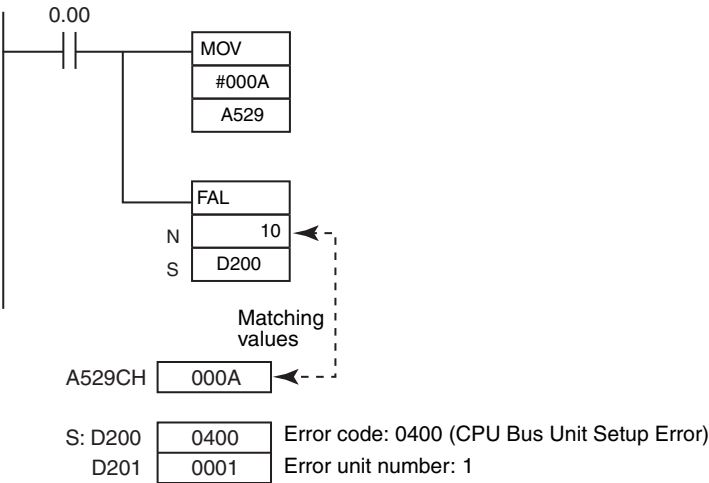 0.00
MOV
#000A
A529
FAL
N 10
S D200
Matching
values
A529CH 000A
S: D200 0400 Error code: 0400 (CPU Bus Unit Setup Error)
D201 0001 Error unit number: 1